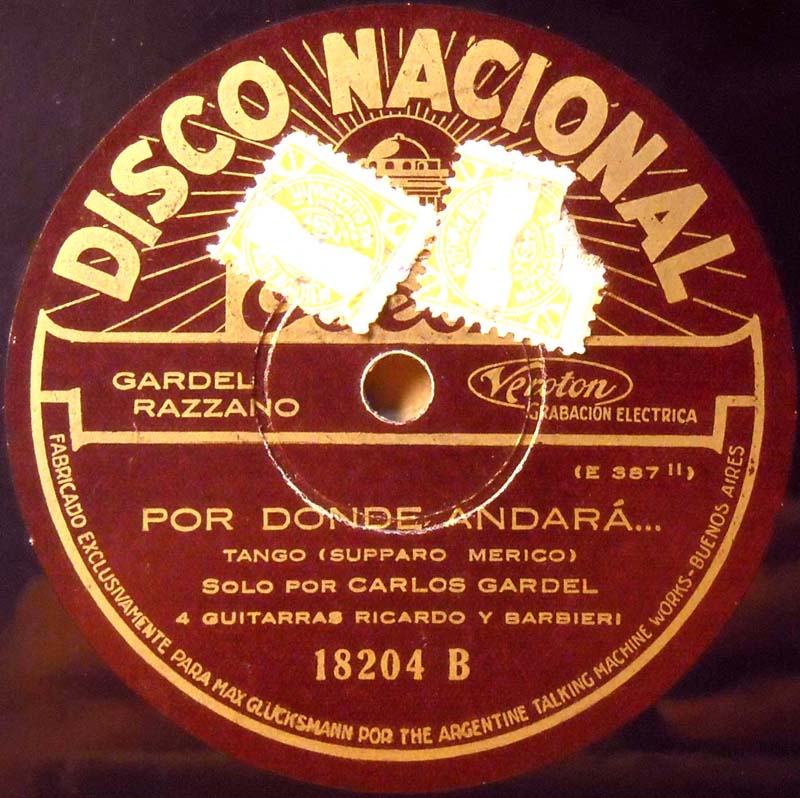 DISCO NACIONAL
GARDEL
RAZZANO
Veroton
GRABACIÓN ELECTRICA
(E 387 II)
POR DONDE ANDARÁ...
TANGO (SUPPARO MERICO)
SOLO POR CARLOS GARDEL
4 GUITARRAS RICARDO Y BARBIERI
18204 B
FABRICADO EXCLUSIVAMENTE PARA MAX GLÜCKSMANN POR THE ARGENTINE TALKING MACHINE WORKS-BUENOS AIRES